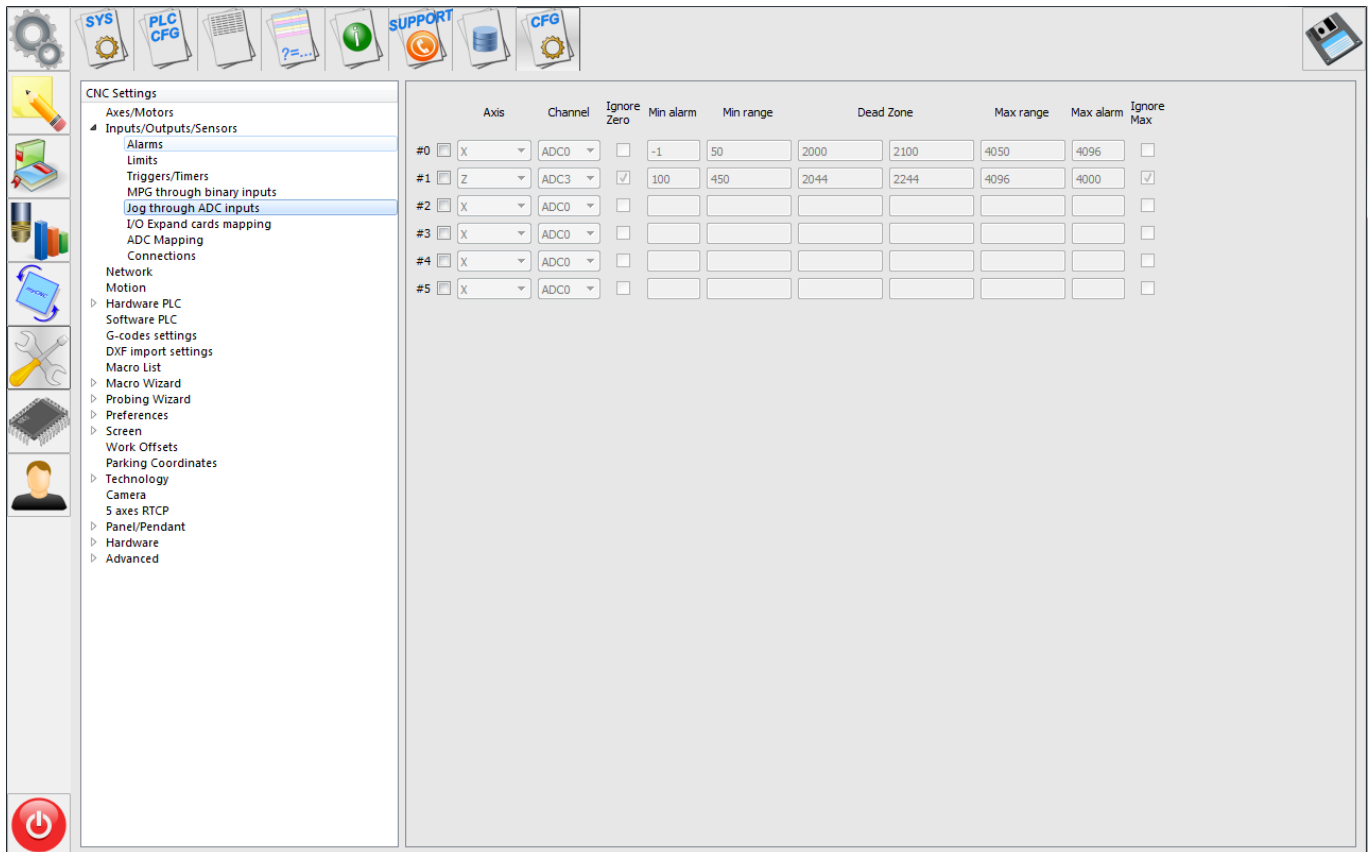 SYS
PLC
CFG
?=...
SUPPORT
CFG
CNC Settings
Axes/Motors
Inputs/Outputs/Sensors
Alarms
Limits
Triggers/Timers
MPG through binary inputs
Jog through ADC inputs
I/O Expand cards mapping
ADC Mapping
Connections
Network
Motion
Hardware PLC
Software PLC
G-codes settings
DXF import settings
Macro List
Macro Wizard
Probing Wizard
Preferences
Screen
Work Offsets
Parking Coordinates
Technology
Camera
5 axes RTCP
Panel/Pendant
Hardware
Advanced
myCNC
Axis Channel Ignore Zero Min alarm Min range Dead Zone Max range Max alarm Ignore Max
#0 X ADC0 -1 50 2000 2100 4050 4096
#1 Z ADC3 100 450 2044 2244 4096 4000
#2 X ADC0
#3 X ADC0
#4 X ADC0
#5 X ADC0